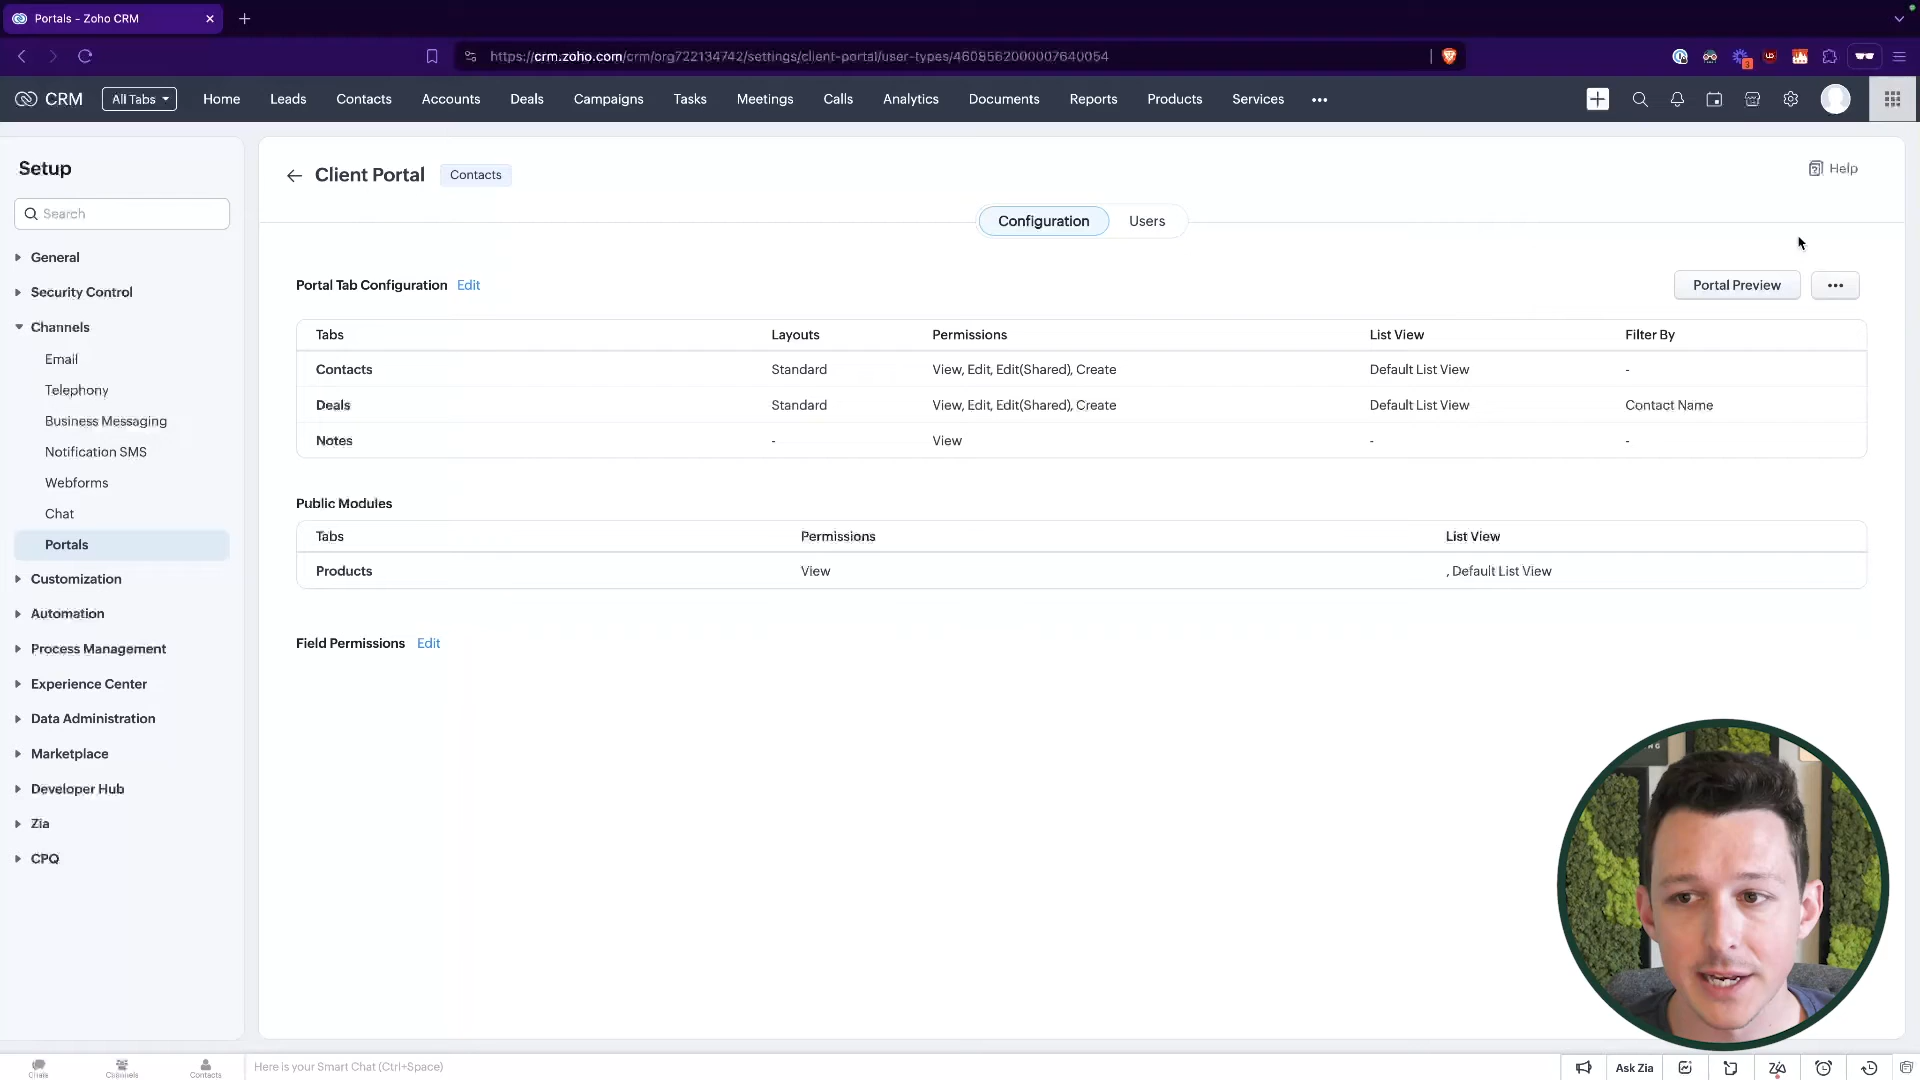 Portals - Zoho CRM
https://crm.zoho.com/crm/org722134742/settings/client-portal/user-types/4608562000007640054
3
CRM
All Tabs
Home
Leads
Contacts
Accounts
Deals
Campaigns
Tasks
Meetings
Calls
Analytics
Documents
Reports
Products
Services
Setup
Search
General
Security Control
Channels
Email
Telephony
Business Messaging
Notification SMS
Webforms
Chat
Portals
Customization
Automation
Process Management
Experience Center
Data Administration
Marketplace
Developer Hub
Zia
CPQ
Client Portal
Contacts
Help
Configuration
Users
Portal Tab Configuration Edit
Portal Preview
Tabs Layouts Permissions List View Filter By
Contacts Standard View, Edit, Edit(Shared), Create Default List View -
Deals Standard View, Edit, Edit(Shared), Create Default List View Contact Name
Notes - View - -
Public Modules
Tabs Permissions List View
Products View , Default List View
Field Permissions Edit
Chats
Channels
Contacts
Here is your Smart Chat (Ctrl+Space)
Ask Zia